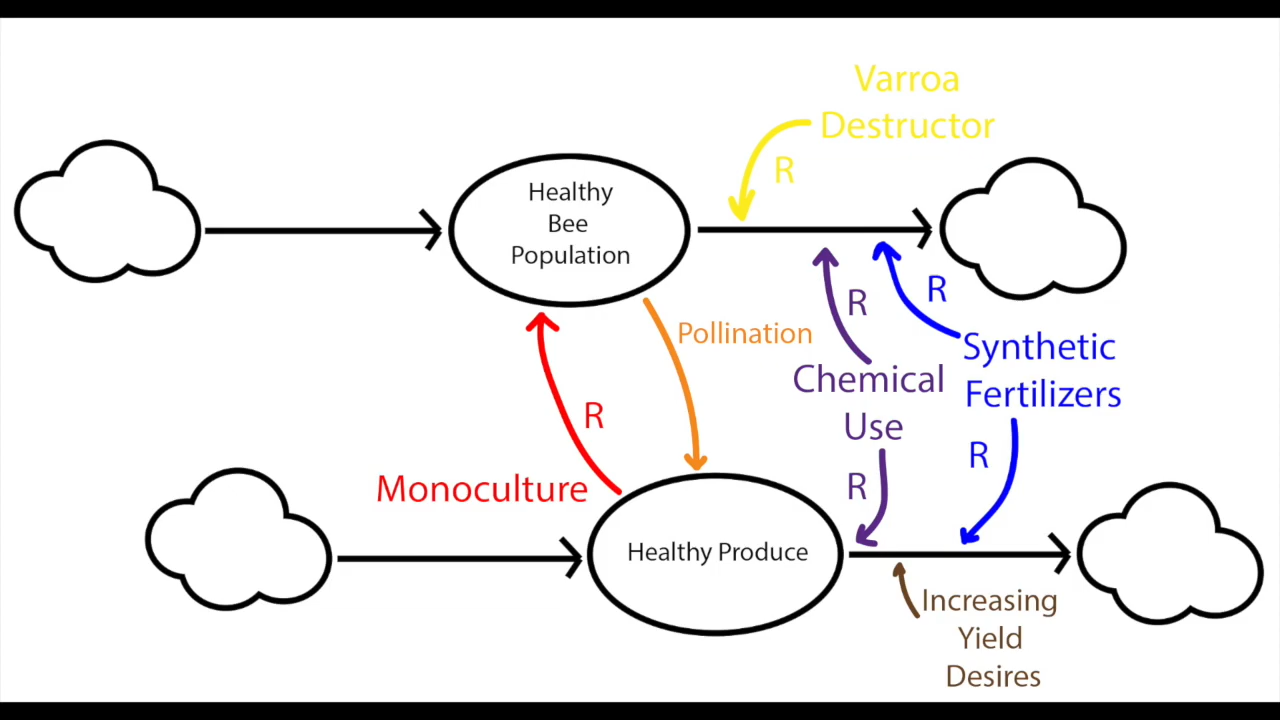 Varroa
Destructor
R
Healthy
Bee
Population
R
R
Pollination
Synthetic
Fertilizers
Chemical
Use
R
Monoculture
R
R
Healthy Produce
Increasing
Yield
Desires